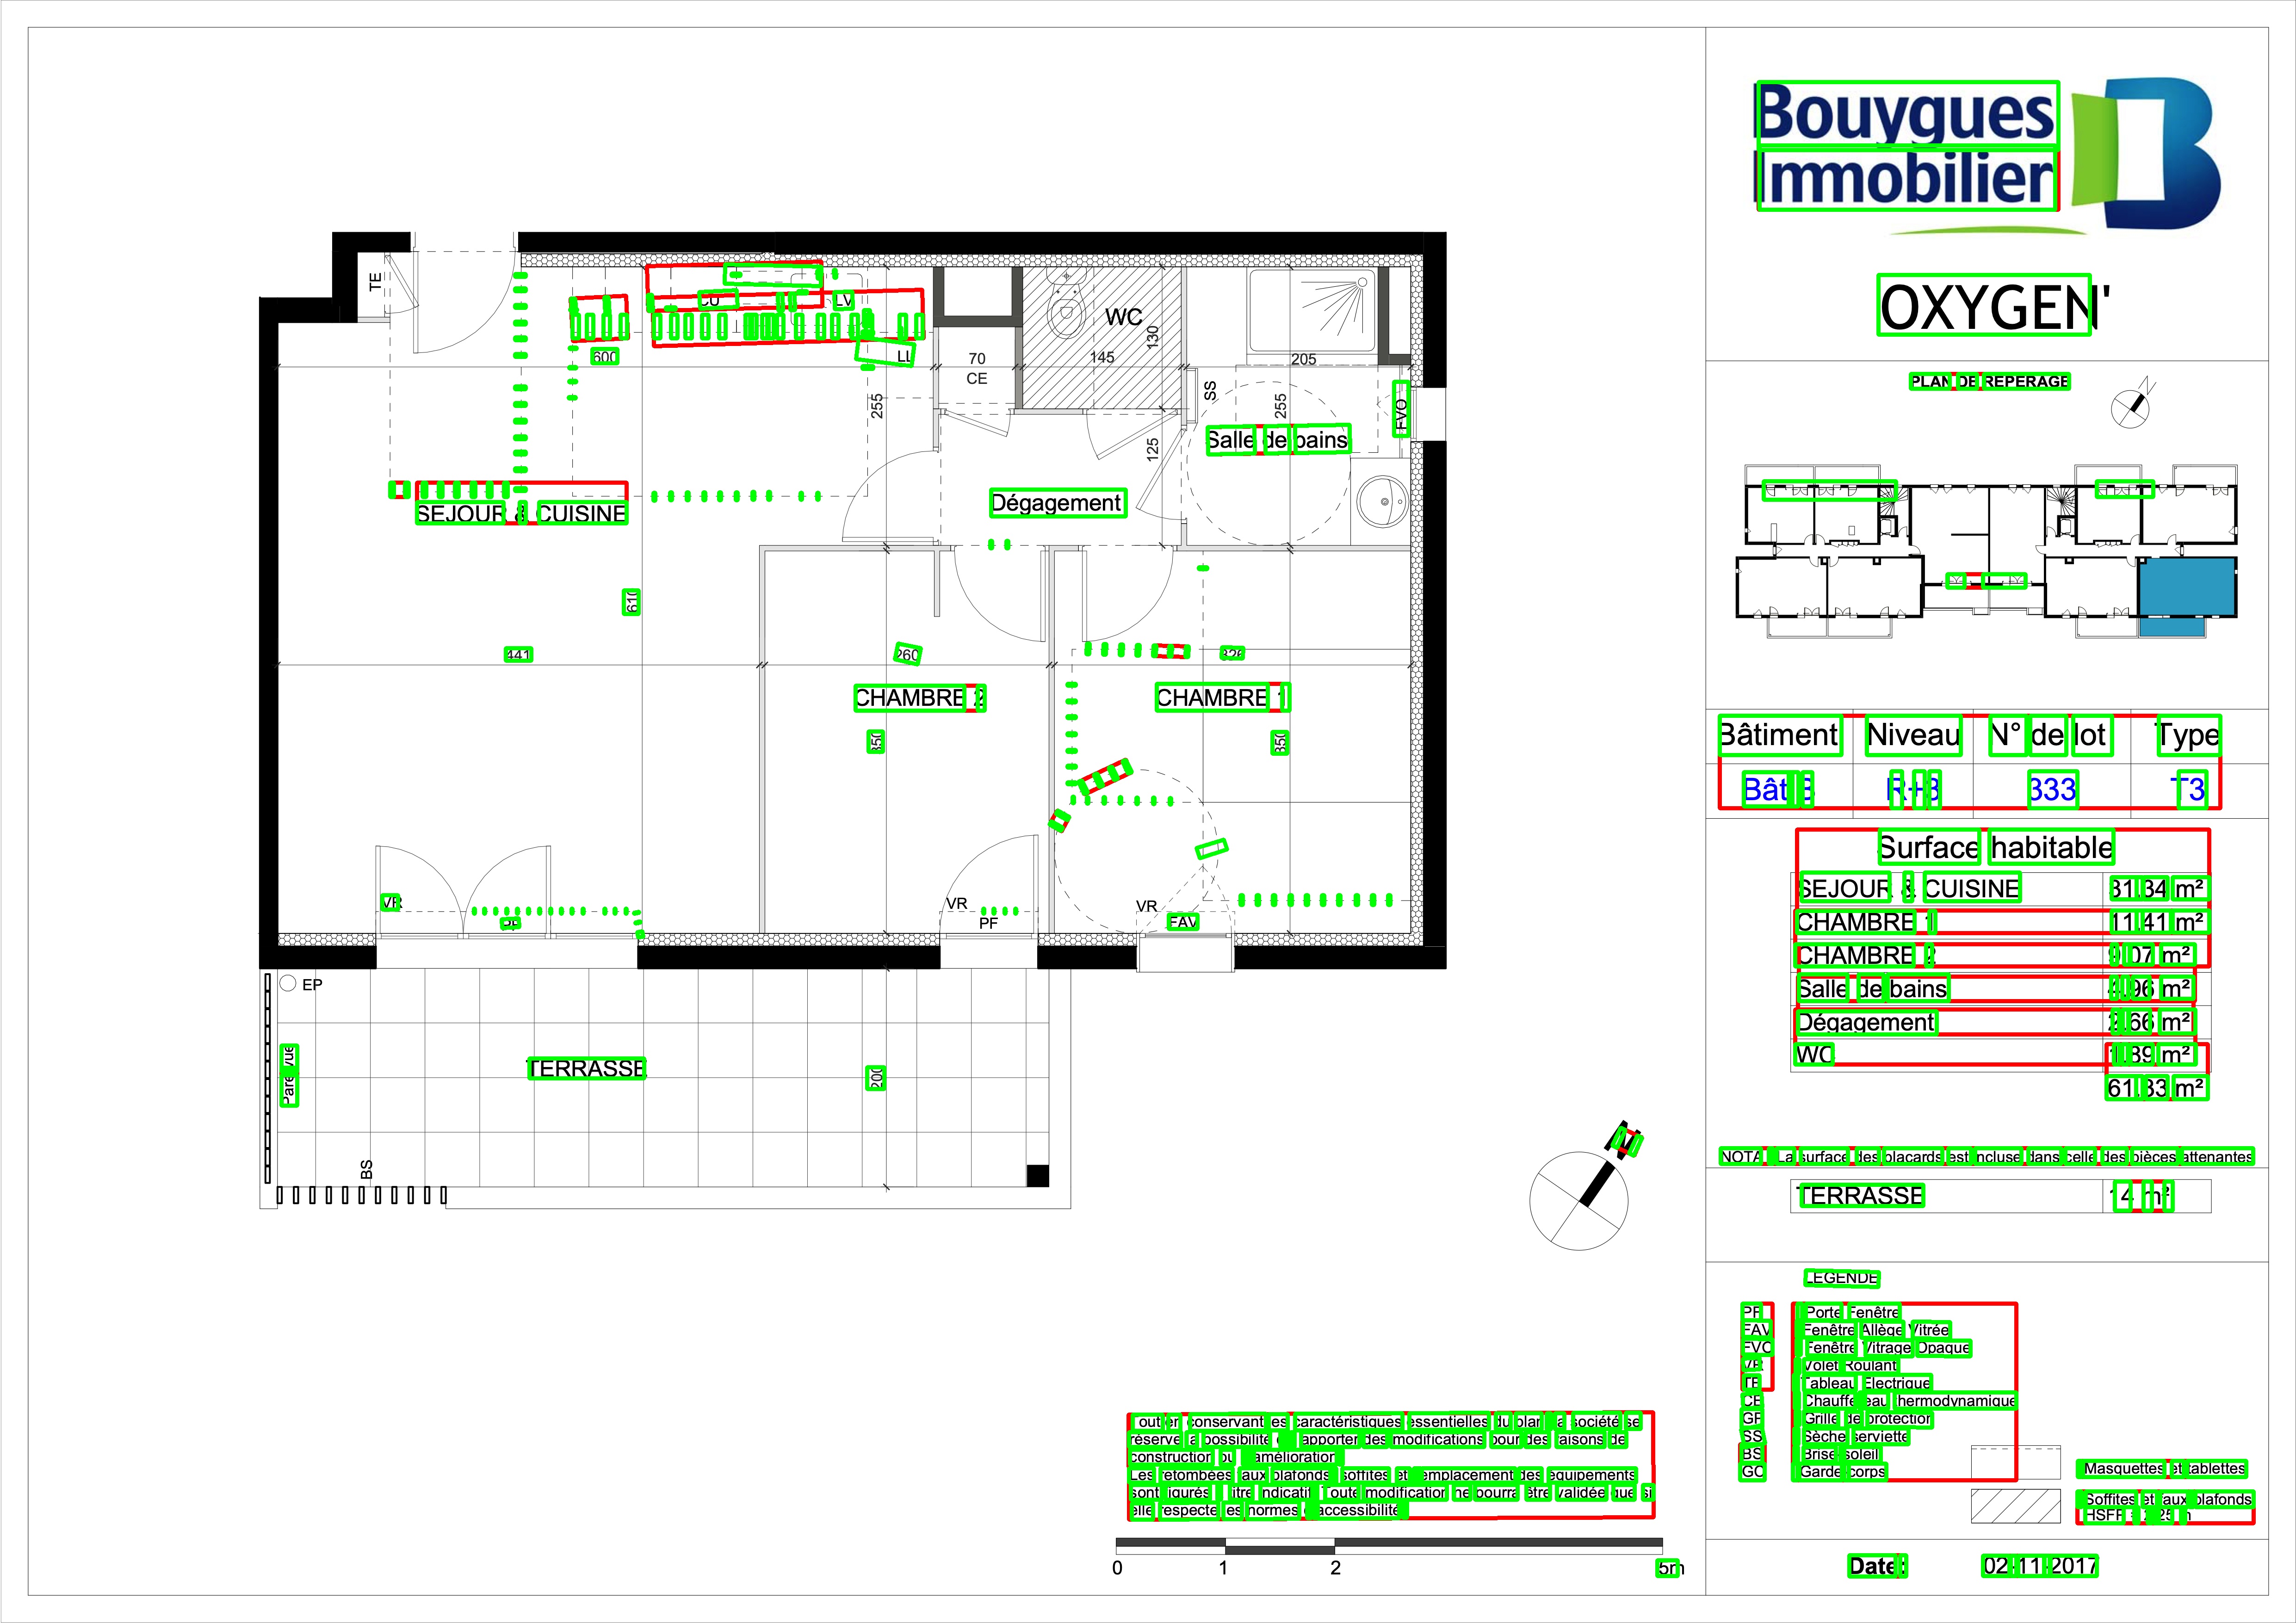 Bouygues
Immobilier
OXYGEN'
PLAN DE REPERAGE
N
TE
CU
LV
600
LL
70
CE
WC
145
130
205
SS
255
255
FVO
125
Salle de bains
Dégagement
SEJOUR & CUISINE
610
441
260
326
CHAMBRE 2
CHAMBRE 1
350
350
VR
PF
VR
PF
VR
FAV
EP
Pare vue
TERRASSE
200
BS
N
Bâtiment Niveau N° de lot Type
Bât B R+3 333 T3
Surface habitable
SEJOUR & CUISINE 31.34 m²
CHAMBRE 1 11.41 m²
CHAMBRE 2 9.07 m²
Salle de bains 4.96 m²
Dégagement 2.66 m²
WC 1.89 m²
61.33 m²
NOTA : La surface des placards est incluse dans celle des pièces attenantes
TERRASSE 14 m²
LEGENDE
PF : Porte Fenêtre
FAV : Fenêtre Allège Vitrée
FVO : Fenêtre Vitrage Opaque
VR : Volet Roulant
TE : Tableau Electrique
CE : Chauffe eau thermodynamique
GP : Grille de protection
SS : Sèche serviette
BS : Brise soleil
GC : Garde corps
Masquettes et tablettes
Soffites et faux plafonds
HSFP = 2.25 m
Tout en conservant les caractéristiques essentielles du plan, la société se
réserve la possibilité d'apporter des modifications pour des raisons de
construction ou d'amélioration.
Les retombées, faux plafonds, soffites et l'emplacement des équipements
sont figurés à titre indicatif. Toute modification ne pourra être validée que si
elle respecte les normes d'accessibilité.
0 1 2 5m
Date: 02-11-2017